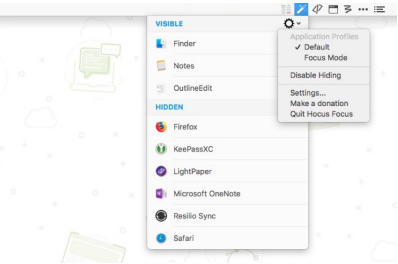 VISIBLE
Finder
Notes
OutlineEdit
HIDDEN
Firefox
KeePassXC
LightPaper
Microsoft OneNote
Resilio Sync
Safari
Application Profiles
✓ Default
Focus Mode
Disable Hiding
Settings...
Make a donation
Quit Hocus Focus